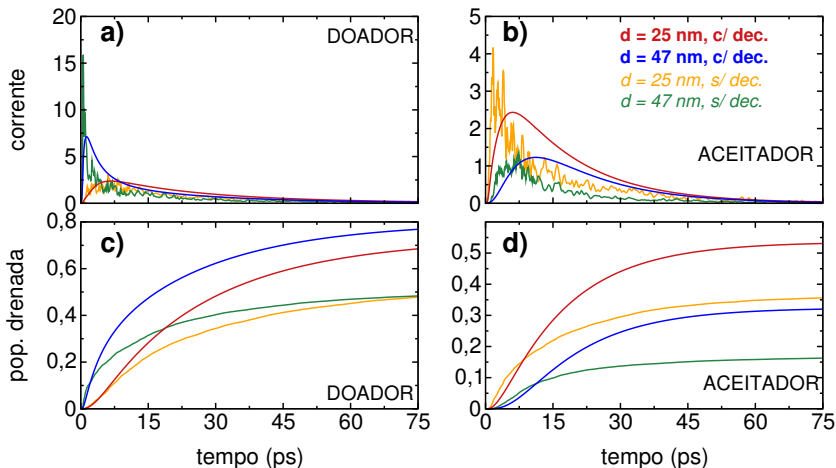 a)
DOADOR
corrente
20
15
10
5
0
b)
d = 25 nm, c/ dec.
d = 47 nm, c/ dec.
d = 25 nm, s/ dec.
d = 47 nm, s/ dec.
ACEITADOR
5
4
3
2
1
0
c)
DOADOR
pop. drenada
0.8
0.6
0,4
0.2
0
0
15
30
45
60
75
tempo (ps)
d)
ACEITADOR
0,5
0,4
0,3
0,2
0,1
0
0
15
30
45
60
75
tempo (ps)